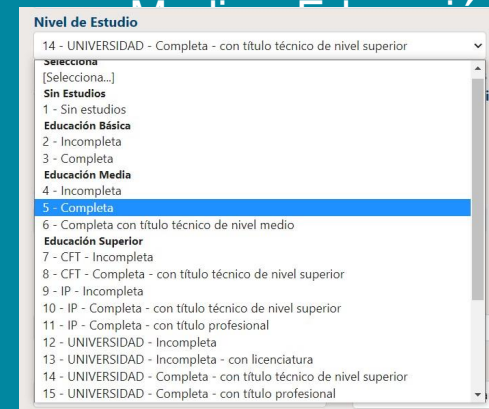 Nivel de Estudio
14 - UNIVERSIDAD - Completa - con título técnico de nivel superior
Selecciona
[Selecciona...]
Sin Estudios
1 - Sin estudios
Educación Básica
2 - Incompleta
3 - Completa
Educación Media
4 - Incompleta
5 - Completa
6 - Completa con título técnico de nivel medio
Educación Superior
7 - CFT - Incompleta
8 - CFT - Completa - con título técnico de nivel superior
9 - IP - Incompleta
10 - IP - Completa - con título técnico de nivel superior
11 - IP - Completa - con título profesional
12 - UNIVERSIDAD - Incompleta
13 - UNIVERSIDAD - Incompleta - con licenciatura
14 - UNIVERSIDAD - Completa - con título técnico de nivel superior
15 - UNIVERSIDAD - Completa - con título profesional